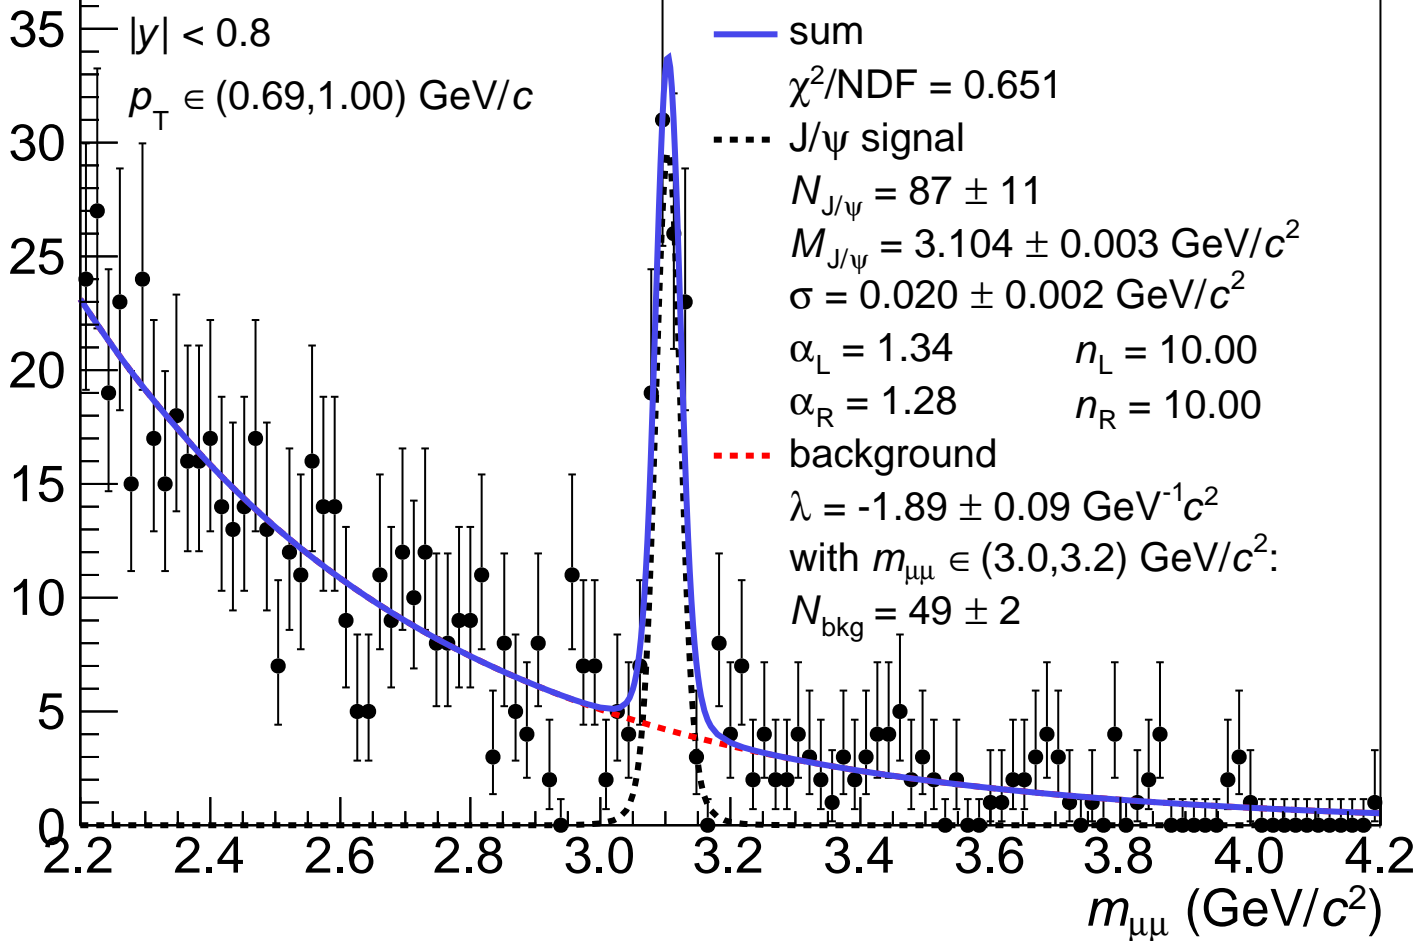 |y| < 0.8
p_T ∈ (0.69,1.00) GeV/c
sum
χ²/NDF = 0.651
J/ψ signal
N_J/ψ = 87 ± 11
M_J/ψ = 3.104 ± 0.003 GeV/c²
σ = 0.020 ± 0.002 GeV/c²
α_L = 1.34 n_L = 10.00
α_R = 1.28 n_R = 10.00
background
λ = -1.89 ± 0.09 GeV⁻¹c²
with m_μμ ∈ (3.0,3.2) GeV/c²:
N_bkg = 49 ± 2
35
30
25
20
15
10
5
0
2.2 2.4 2.6 2.8 3.0 3.2 3.4 3.6 3.8 4.0 4.2
m_μμ (GeV/c²)